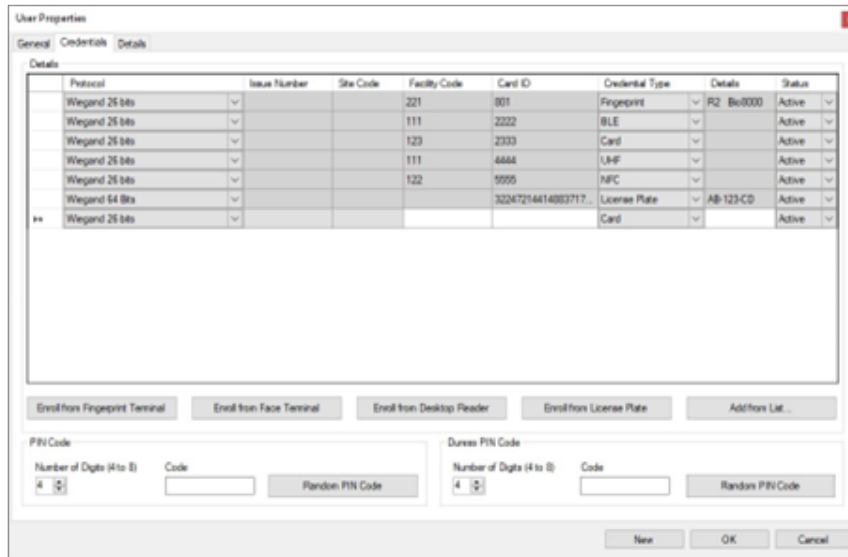 User Properties
General Credentials Details
Details
Protocol Issue Number Site Code Facility Code Card ID Credential Type Details Status
Wiegand 26 bits 221 001 Fingerprint R2 Bio0000 Active
Wiegand 26 bits 111 2222 BLE Active
Wiegand 26 bits 123 2333 Card Active
Wiegand 26 bits 111 4444 UHF Active
Wiegand 26 bits 122 5555 NFC Active
Wiegand 64 Bits 32247214414883717... License Plate AB-123-CD Active
Wiegand 26 bits Card Active
Enroll from Fingerprint Terminal Enroll from Face Terminal Enroll from Desktop Reader Enroll from License Plate Add from List...
PIN Code Duress PIN Code
Number of Digits (4 to 8) Code Number of Digits (4 to 8) Code
4 Random PIN Code 4 Random PIN Code
New OK Cancel